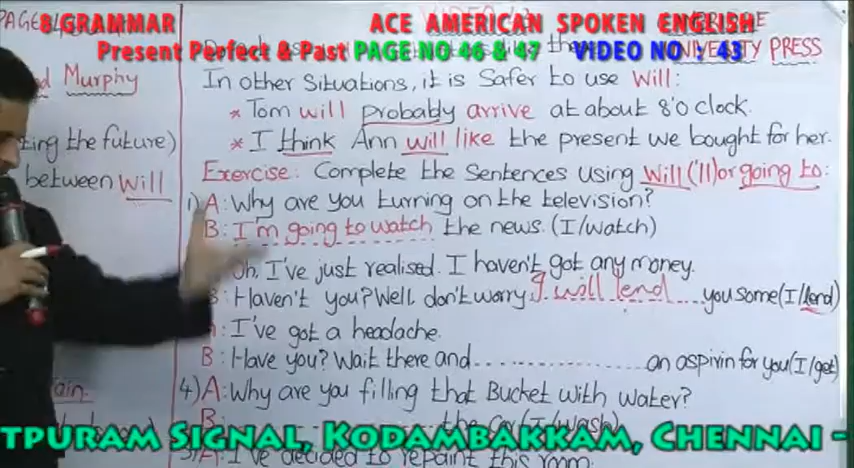 8 GRAMMAR ACE AMERICAN SPOKEN ENGLISH
Present Perfect & Past PAGE NO 46 & 47 VIDEO NO : 43
PRESS
Murphy
In other situations, it is safer to use Will:
* Tom will probably arrive at about 8'o clock.
* I think Ann will like the present we bought for her.
the future)
between Will
Exercise: Complete the Sentences using Will ('ll) or going to:
1) A: Why are you turning on the television?
B: I'm going to watch the news. (I/watch)
Oh, I've just realised. I haven't got any money.
B: Haven't you? Well, don't worry I will lend you some (I/lend)
I've got a headache.
B: Have you? Wait there and ............ an aspirin for you (I/get)
4) A: Why are you filling that Bucket with water?
B: ............ the car (I/wash)
TPURAM SIGNAL, KODAMBAKKAM, CHENNAI -
A: I've decided to repaint this room.